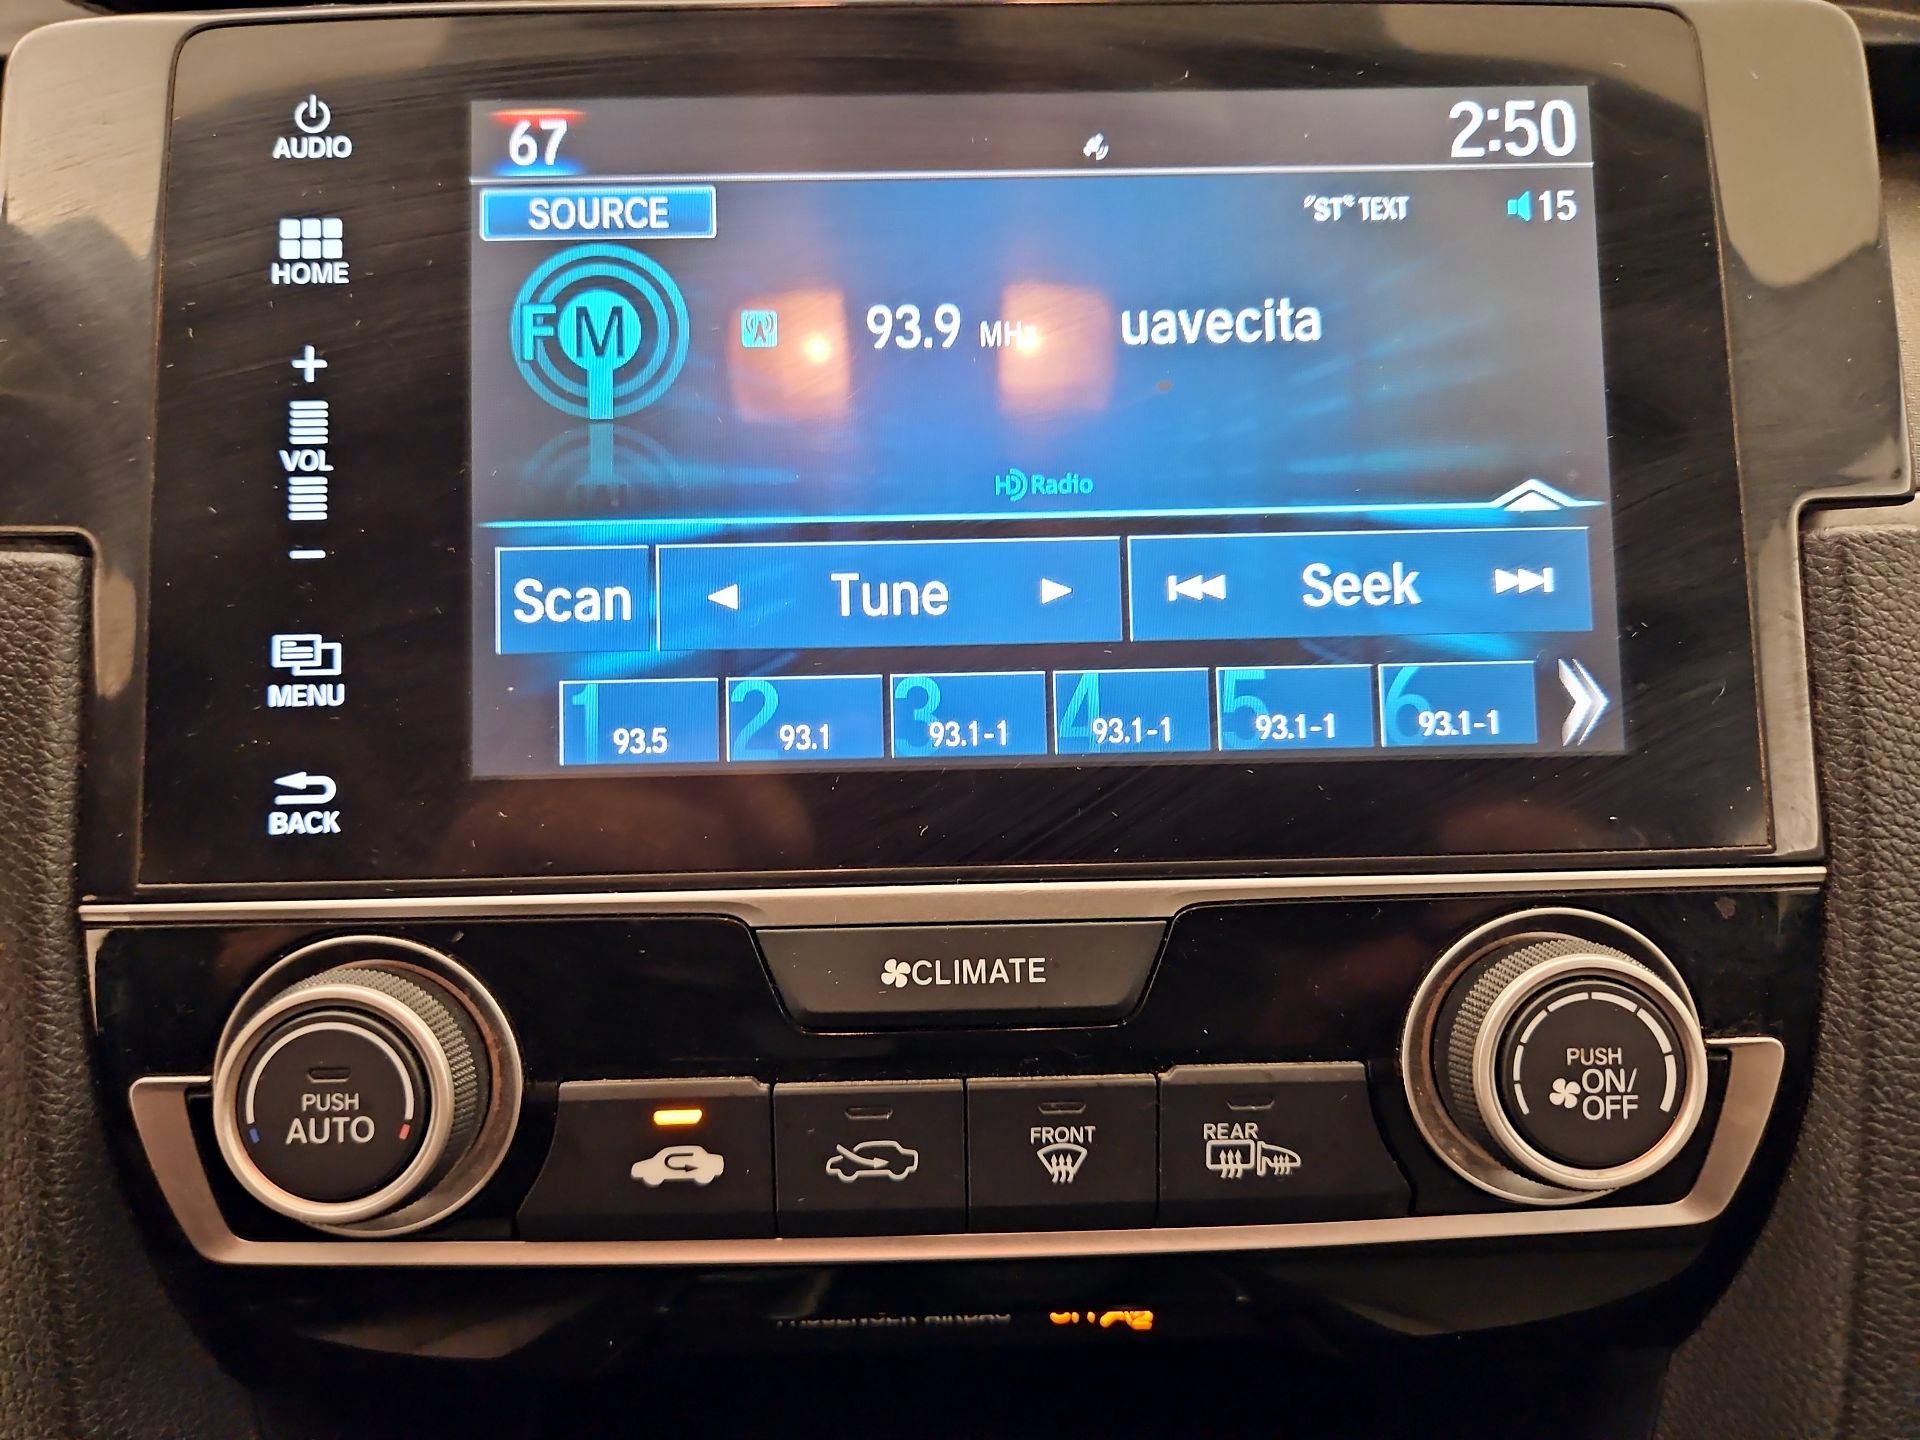 AUDIO
67
2:50
SOURCE
"ST" TEXT
15
HOME
FM
93.9 MHz
uavecita
+
VOL
-
HD Radio
Scan
Tune
Seek
MENU
1 93.5
2 93.1
3 93.1-1
4 93.1-1
5 93.1-1
6 93.1-1
BACK
CLIMATE
PUSH
AUTO
FRONT
REAR
PUSH
ON/
OFF